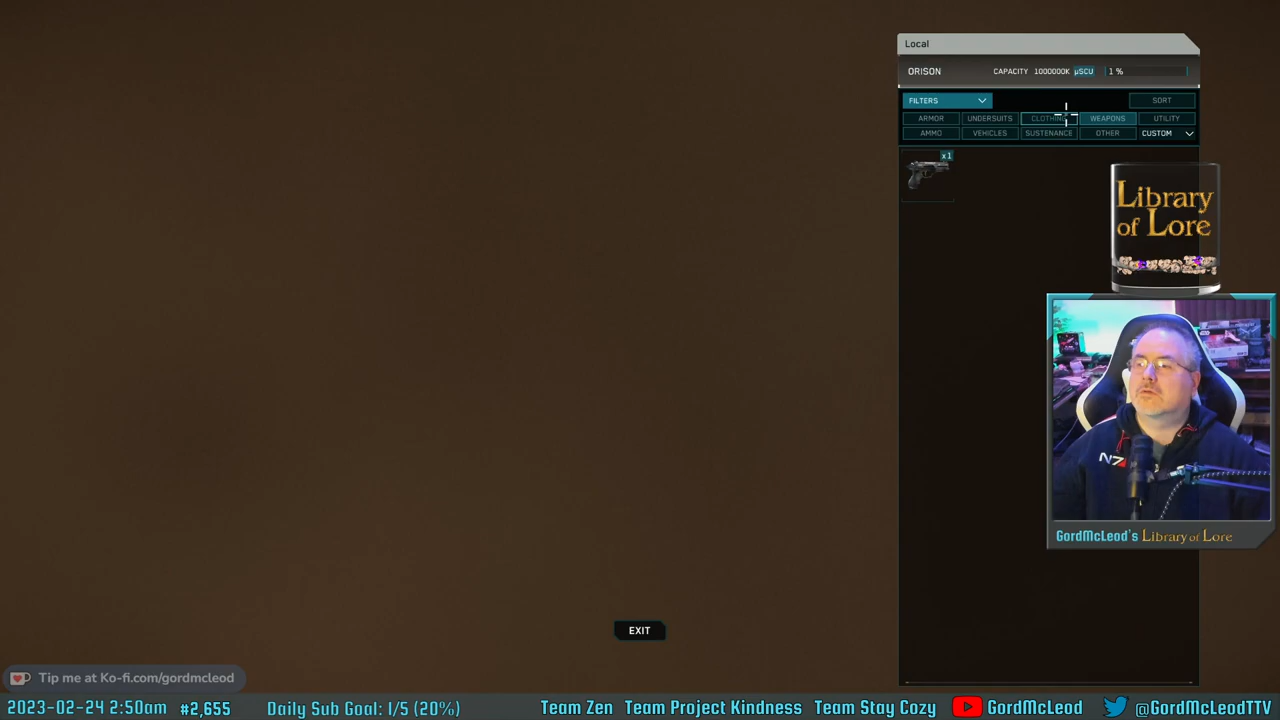 Local
ORISON CAPACITY 1000000K µSCU 1 %
FILTERS SORT
ARMOR UNDERSUITS CLOTHING WEAPONS UTILITY
AMMO VEHICLES SUSTENANCE OTHER CUSTOM
x1
Library
of Lore
N7
GordMcLeod's Library of Lore
EXIT
Tip me at Ko-fi.com/gordmcleod
2023-02-24 2:50am #2,655 Daily Sub Goal: 1/5 (20%) Team Zen Team Project Kindness Team Stay Cozy GordMcLeod @GordMcLeodTTV